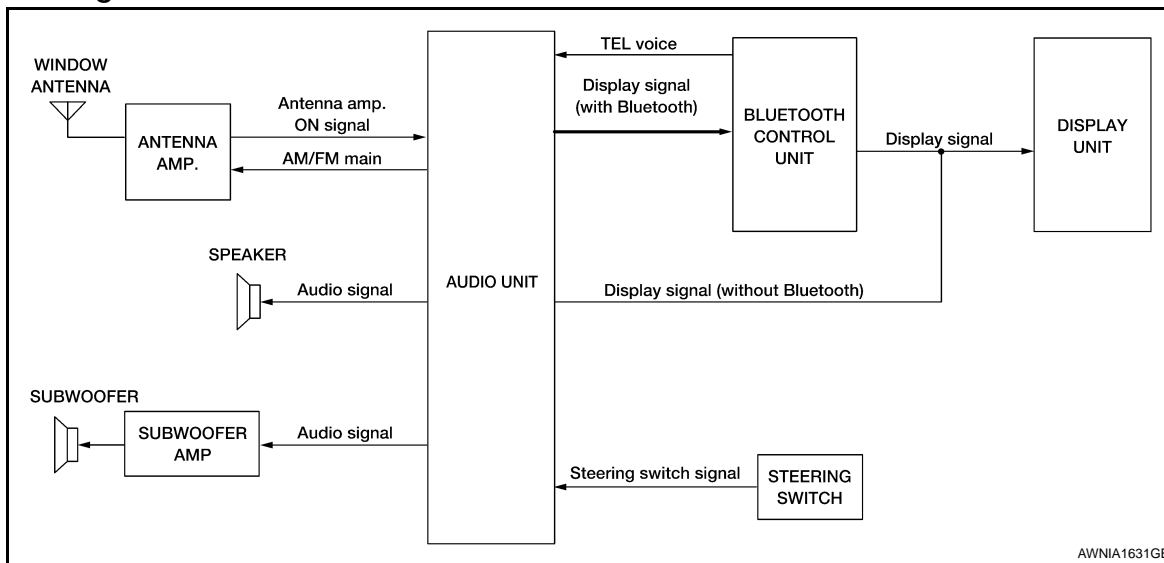 WINDOW
ANTENNA
ANTENNA
AMP.
Antenna amp.
ON signal
AM/FM main
SPEAKER
Audio signal
SUBWOOFER
SUBWOOFER
AMP
Audio signal
AUDIO UNIT
TEL voice
Display signal
(with Bluetooth)
BLUETOOTH
CONTROL
UNIT
Display signal
DISPLAY
UNIT
Display signal (without Bluetooth)
Steering switch signal
STEERING
SWITCH
AWNIA1631GB